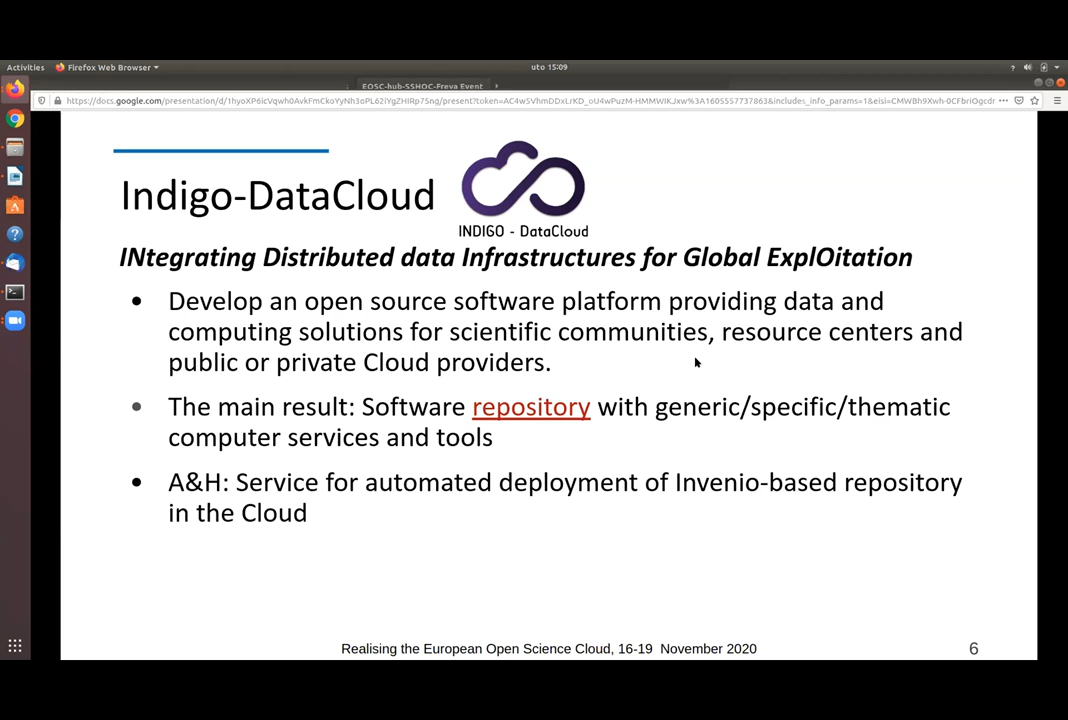 Activities Firefox Web Browser uto 15:09
EOSC-hub-SSHOC-Freya Event
Indigo-DataCloud
INDIGO - DataCloud
INtegrating Distributed data Infrastructures for Global ExplOitation
• Develop an open source software platform providing data and
computing solutions for scientific communities, resource centers and
public or private Cloud providers.
• The main result: Software repository with generic/specific/thematic
computer services and tools
• A&H: Service for automated deployment of Invenio-based repository
in the Cloud
Realising the European Open Science Cloud, 16-19 November 2020
6